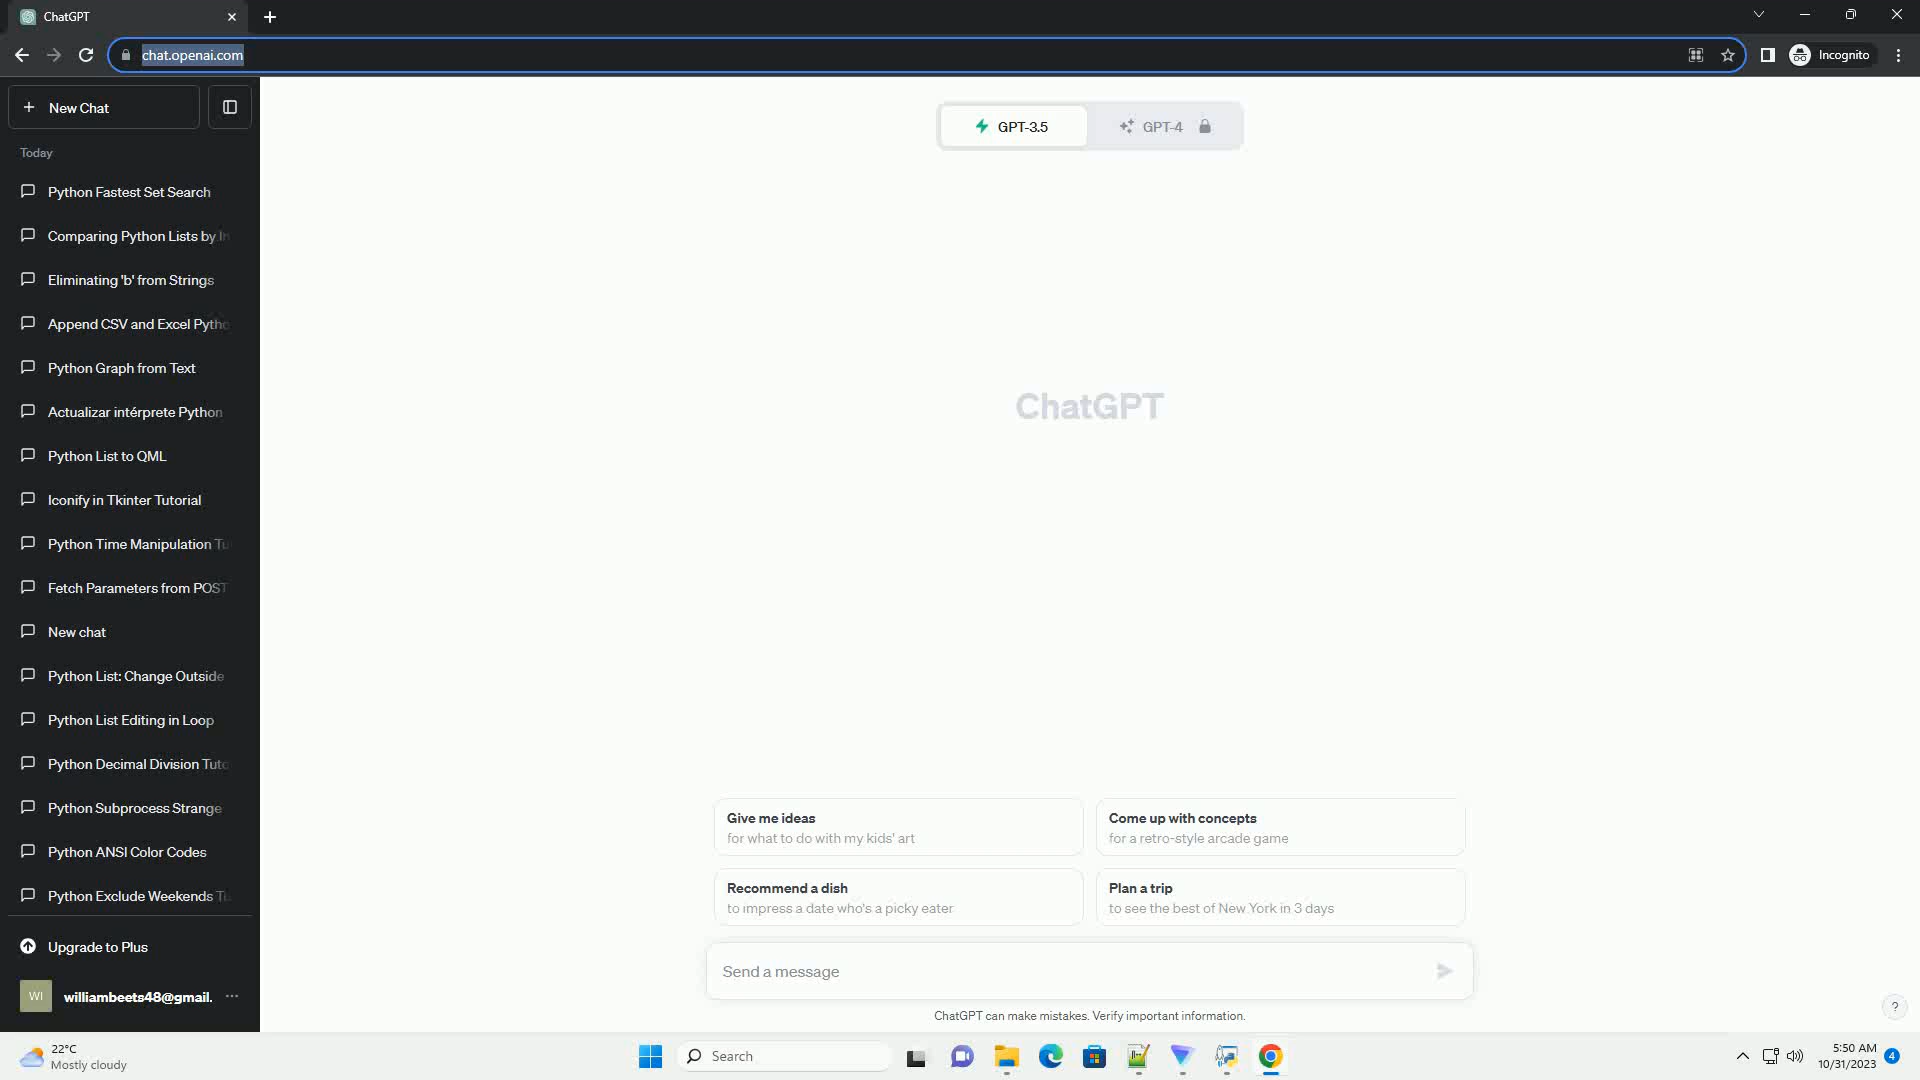 ChatGPT
chat.openai.com
Incognito
New Chat
Today
Python Fastest Set Search
Comparing Python Lists by In
Eliminating 'b' from Strings
Append CSV and Excel Pytho
Python Graph from Text
Actualizar intérprete Python
Python List to QML
Iconify in Tkinter Tutorial
Python Time Manipulation Tu
Fetch Parameters from POST
New chat
Python List: Change Outside
Python List Editing in Loop
Python Decimal Division Tuto
Python Subprocess Strange
Python ANSI Color Codes
Python Exclude Weekends Tu
Upgrade to Plus
WI
williambeets48@gmail.
GPT-3.5
GPT-4
ChatGPT
Give me ideas
for what to do with my kids' art
Come up with concepts
for a retro-style arcade game
Recommend a dish
to impress a date who's a picky eater
Plan a trip
to see the best of New York in 3 days
Send a message
ChatGPT can make mistakes. Verify important information.
?
22°C
Mostly cloudy
Search
5:50 AM
10/31/2023
4